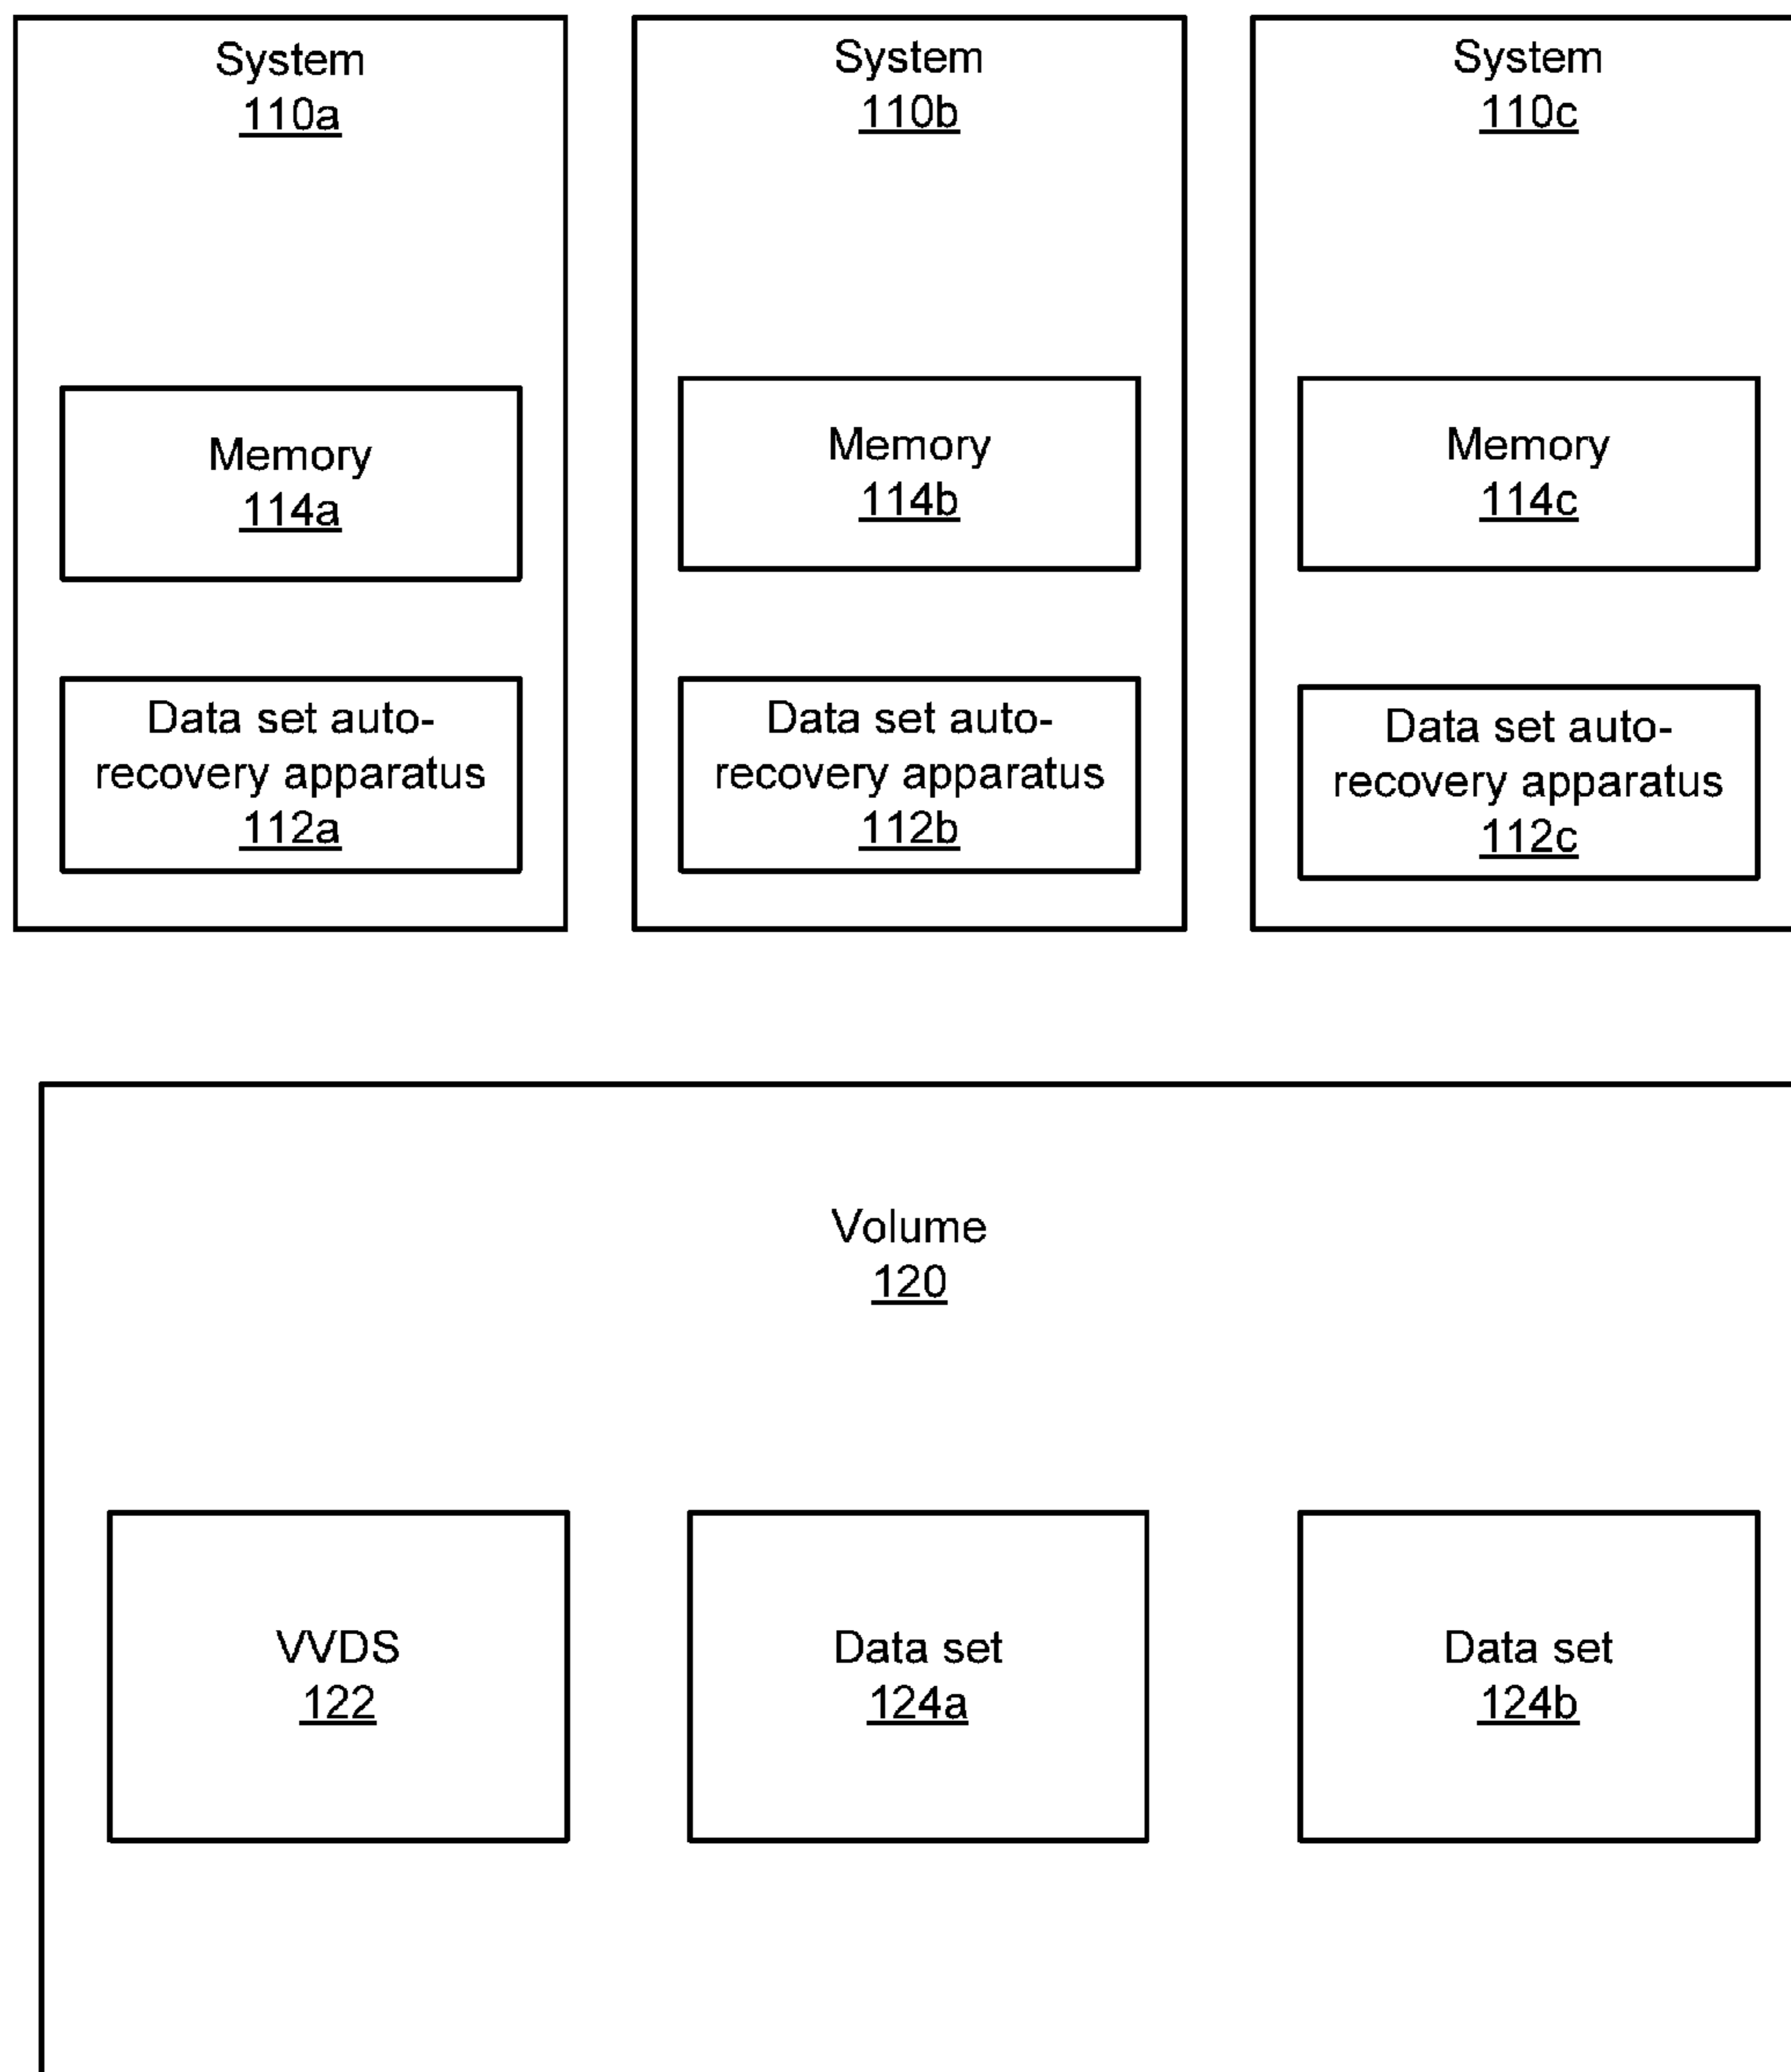 System
110a
Memory
114a
Data set auto-
recovery apparatus
112a
System
110b
Memory
114b
Data set auto-
recovery apparatus
112b
System
110c
Memory
114c
Data set auto-
recovery apparatus
112c
Volume
120
VVDS
122
Data set
124a
Data set
124b